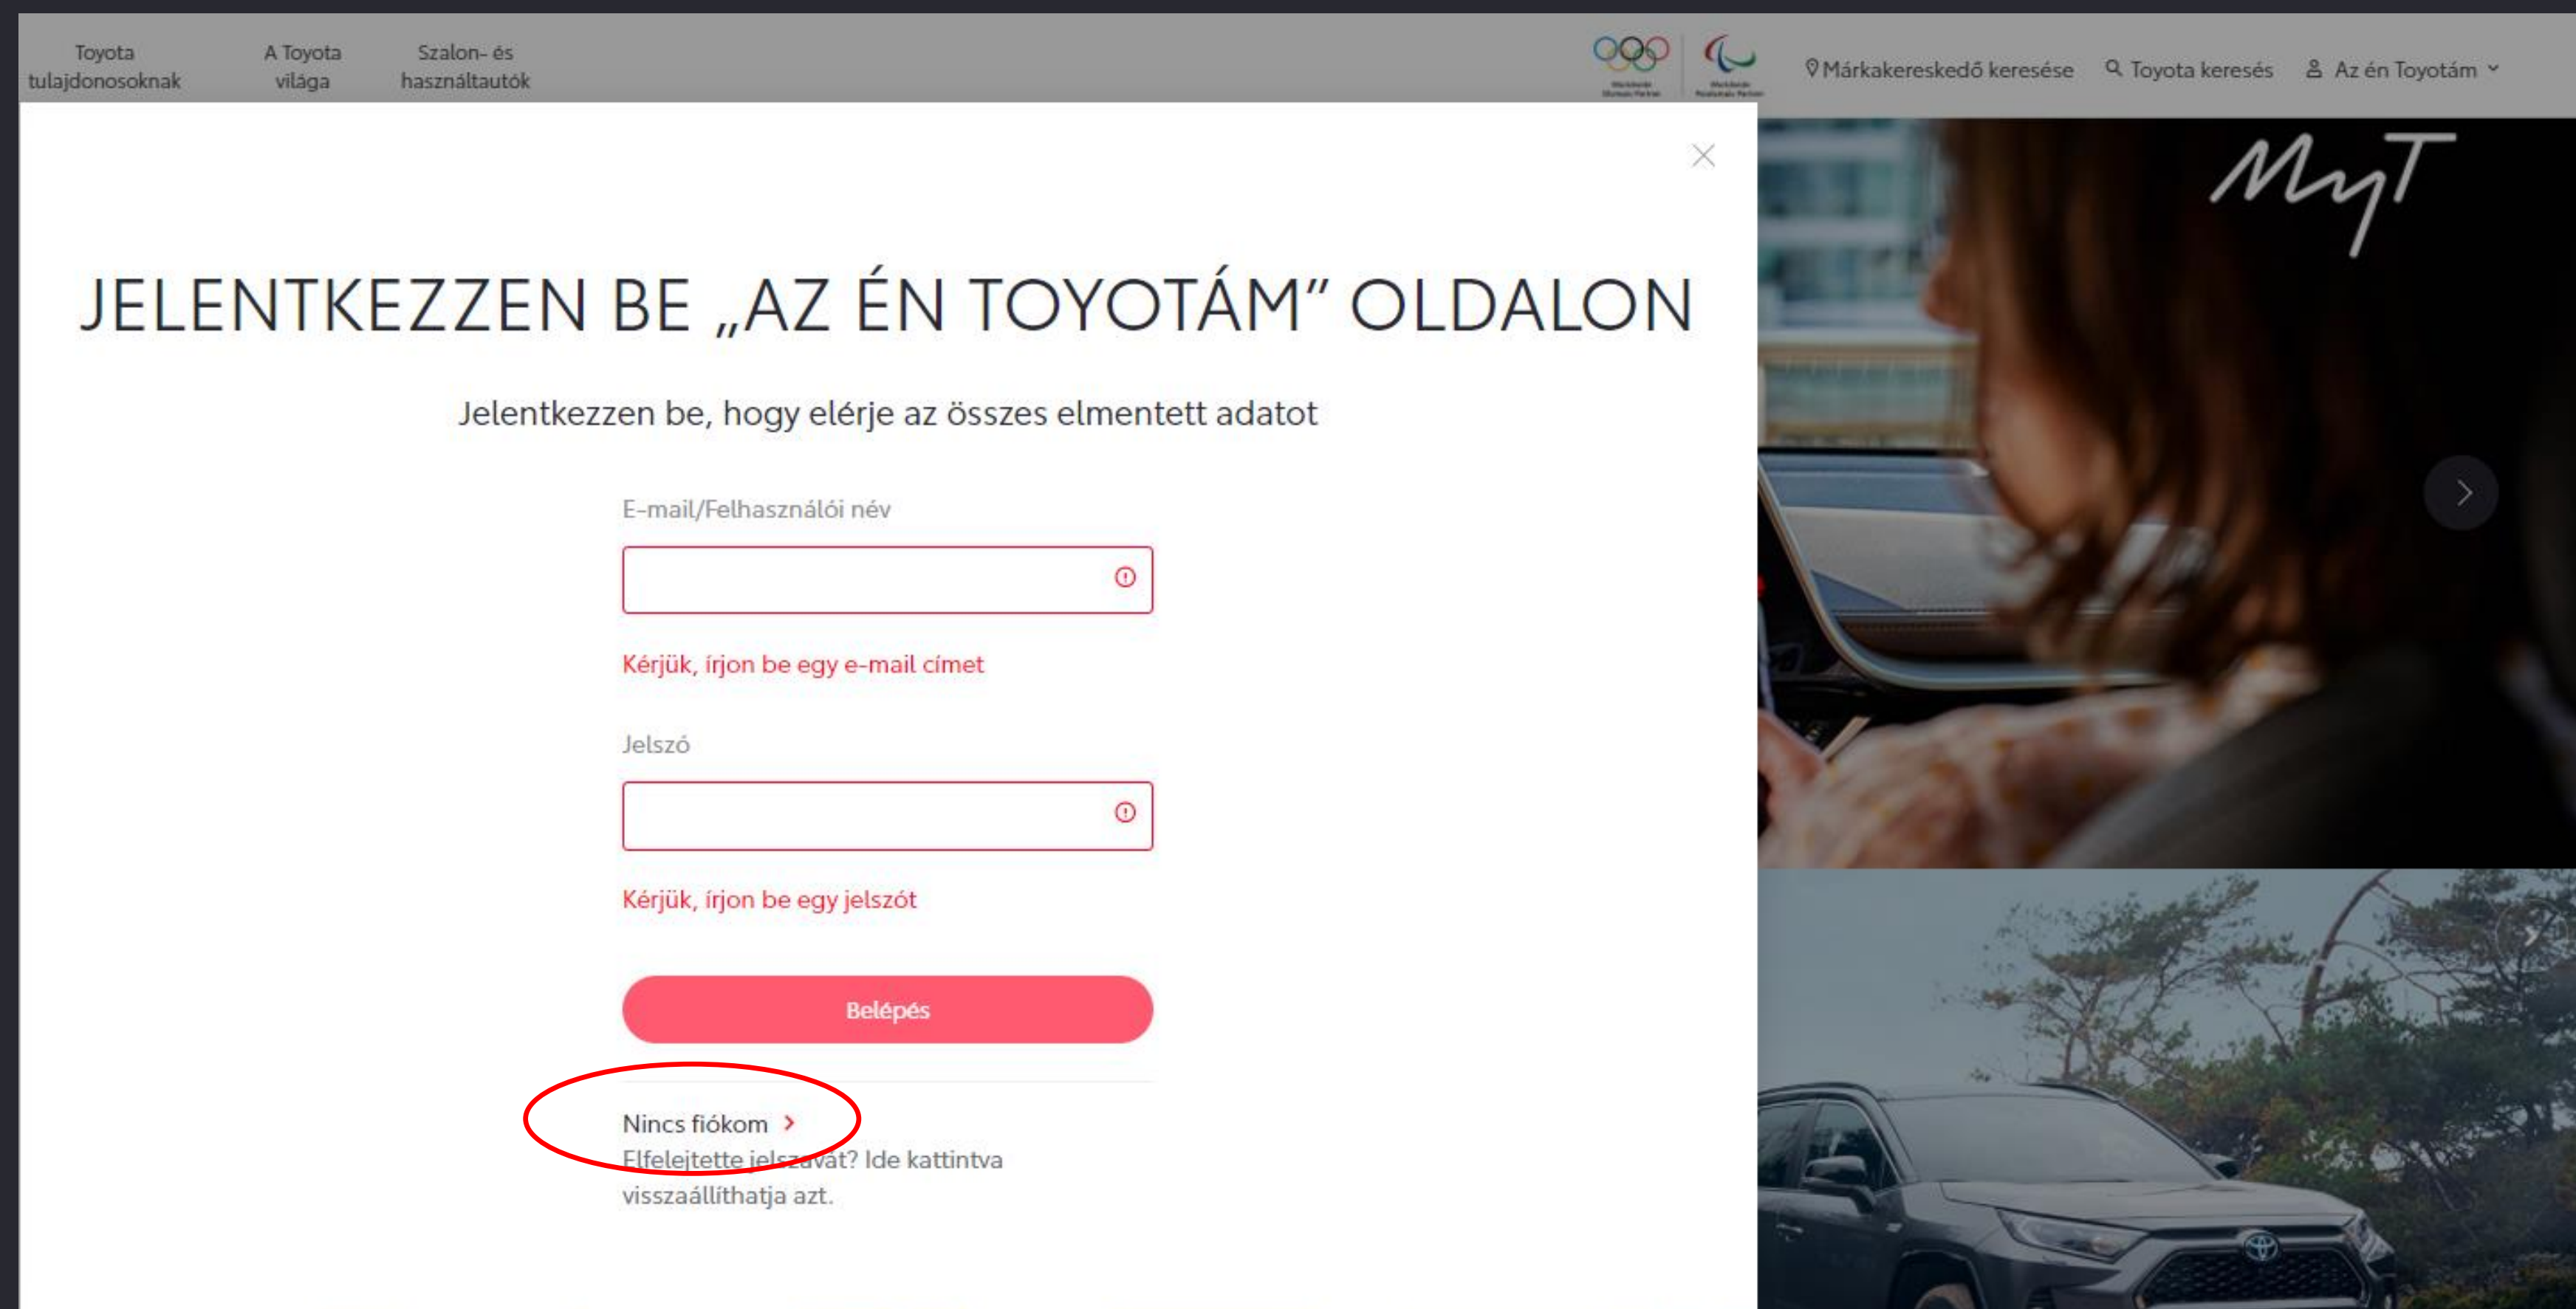 Toyota
tulajdonosoknak
A Toyota
világa
Szalon- és
használtautók
Márkakereskedő keresése
Toyota keresés
Az én Toyotám
MyT
JELENTKEZZEN BE „AZ ÉN TOYOTÁM” OLDALON
Jelentkezzen be, hogy elérje az összes elmentett adatot
E-mail/Felhasználói név
Kérjük, írjon be egy e-mail címet
Jelszó
Kérjük, írjon be egy jelszót
Belépés
Nincs fiókom
Elfelejtette jelszavát? Ide kattintva
visszaállíthatja azt.